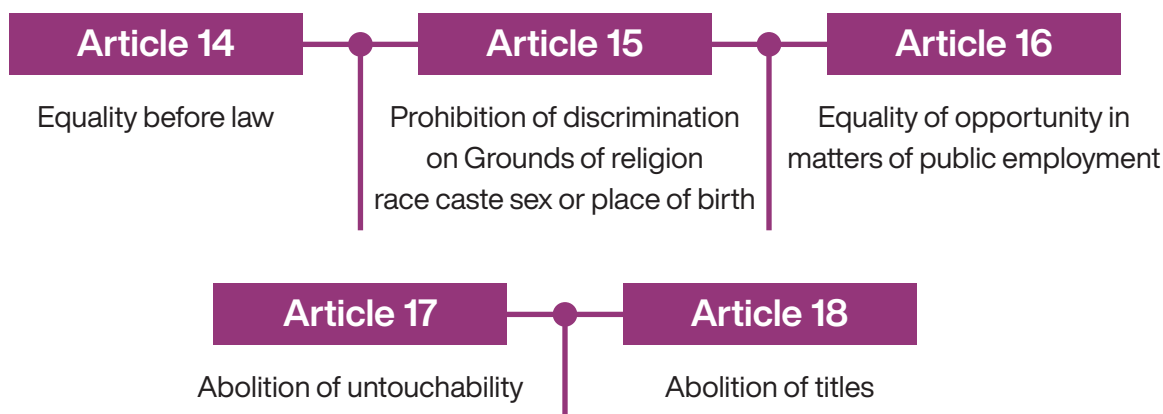 Article 14
Article 15
Article 16
Equality before law
Prohibition of discrimination
on Grounds of religion
race caste sex or place of birth
Equality of opportunity in
matters of public employment
Article 17
Article 18
Abolition of untouchability
Abolition of titles